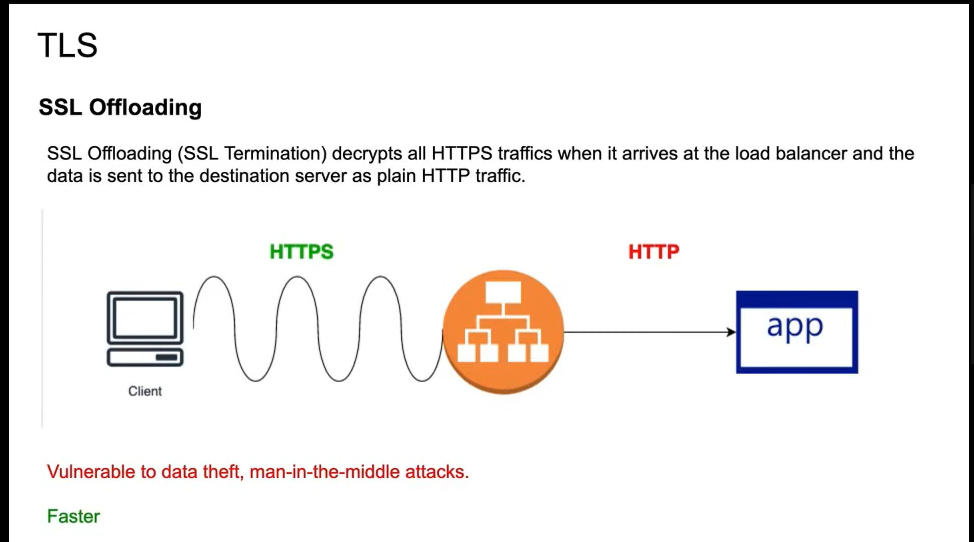 TLS
SSL Offloading
SSL Offloading (SSL Termination) decrypts all HTTPS traffics when it arrives at the load balancer and the
data is sent to the destination server as plain HTTP traffic.
HTTPS
HTTP
app
Client
Vulnerable to data theft, man-in-the-middle attacks.
Faster